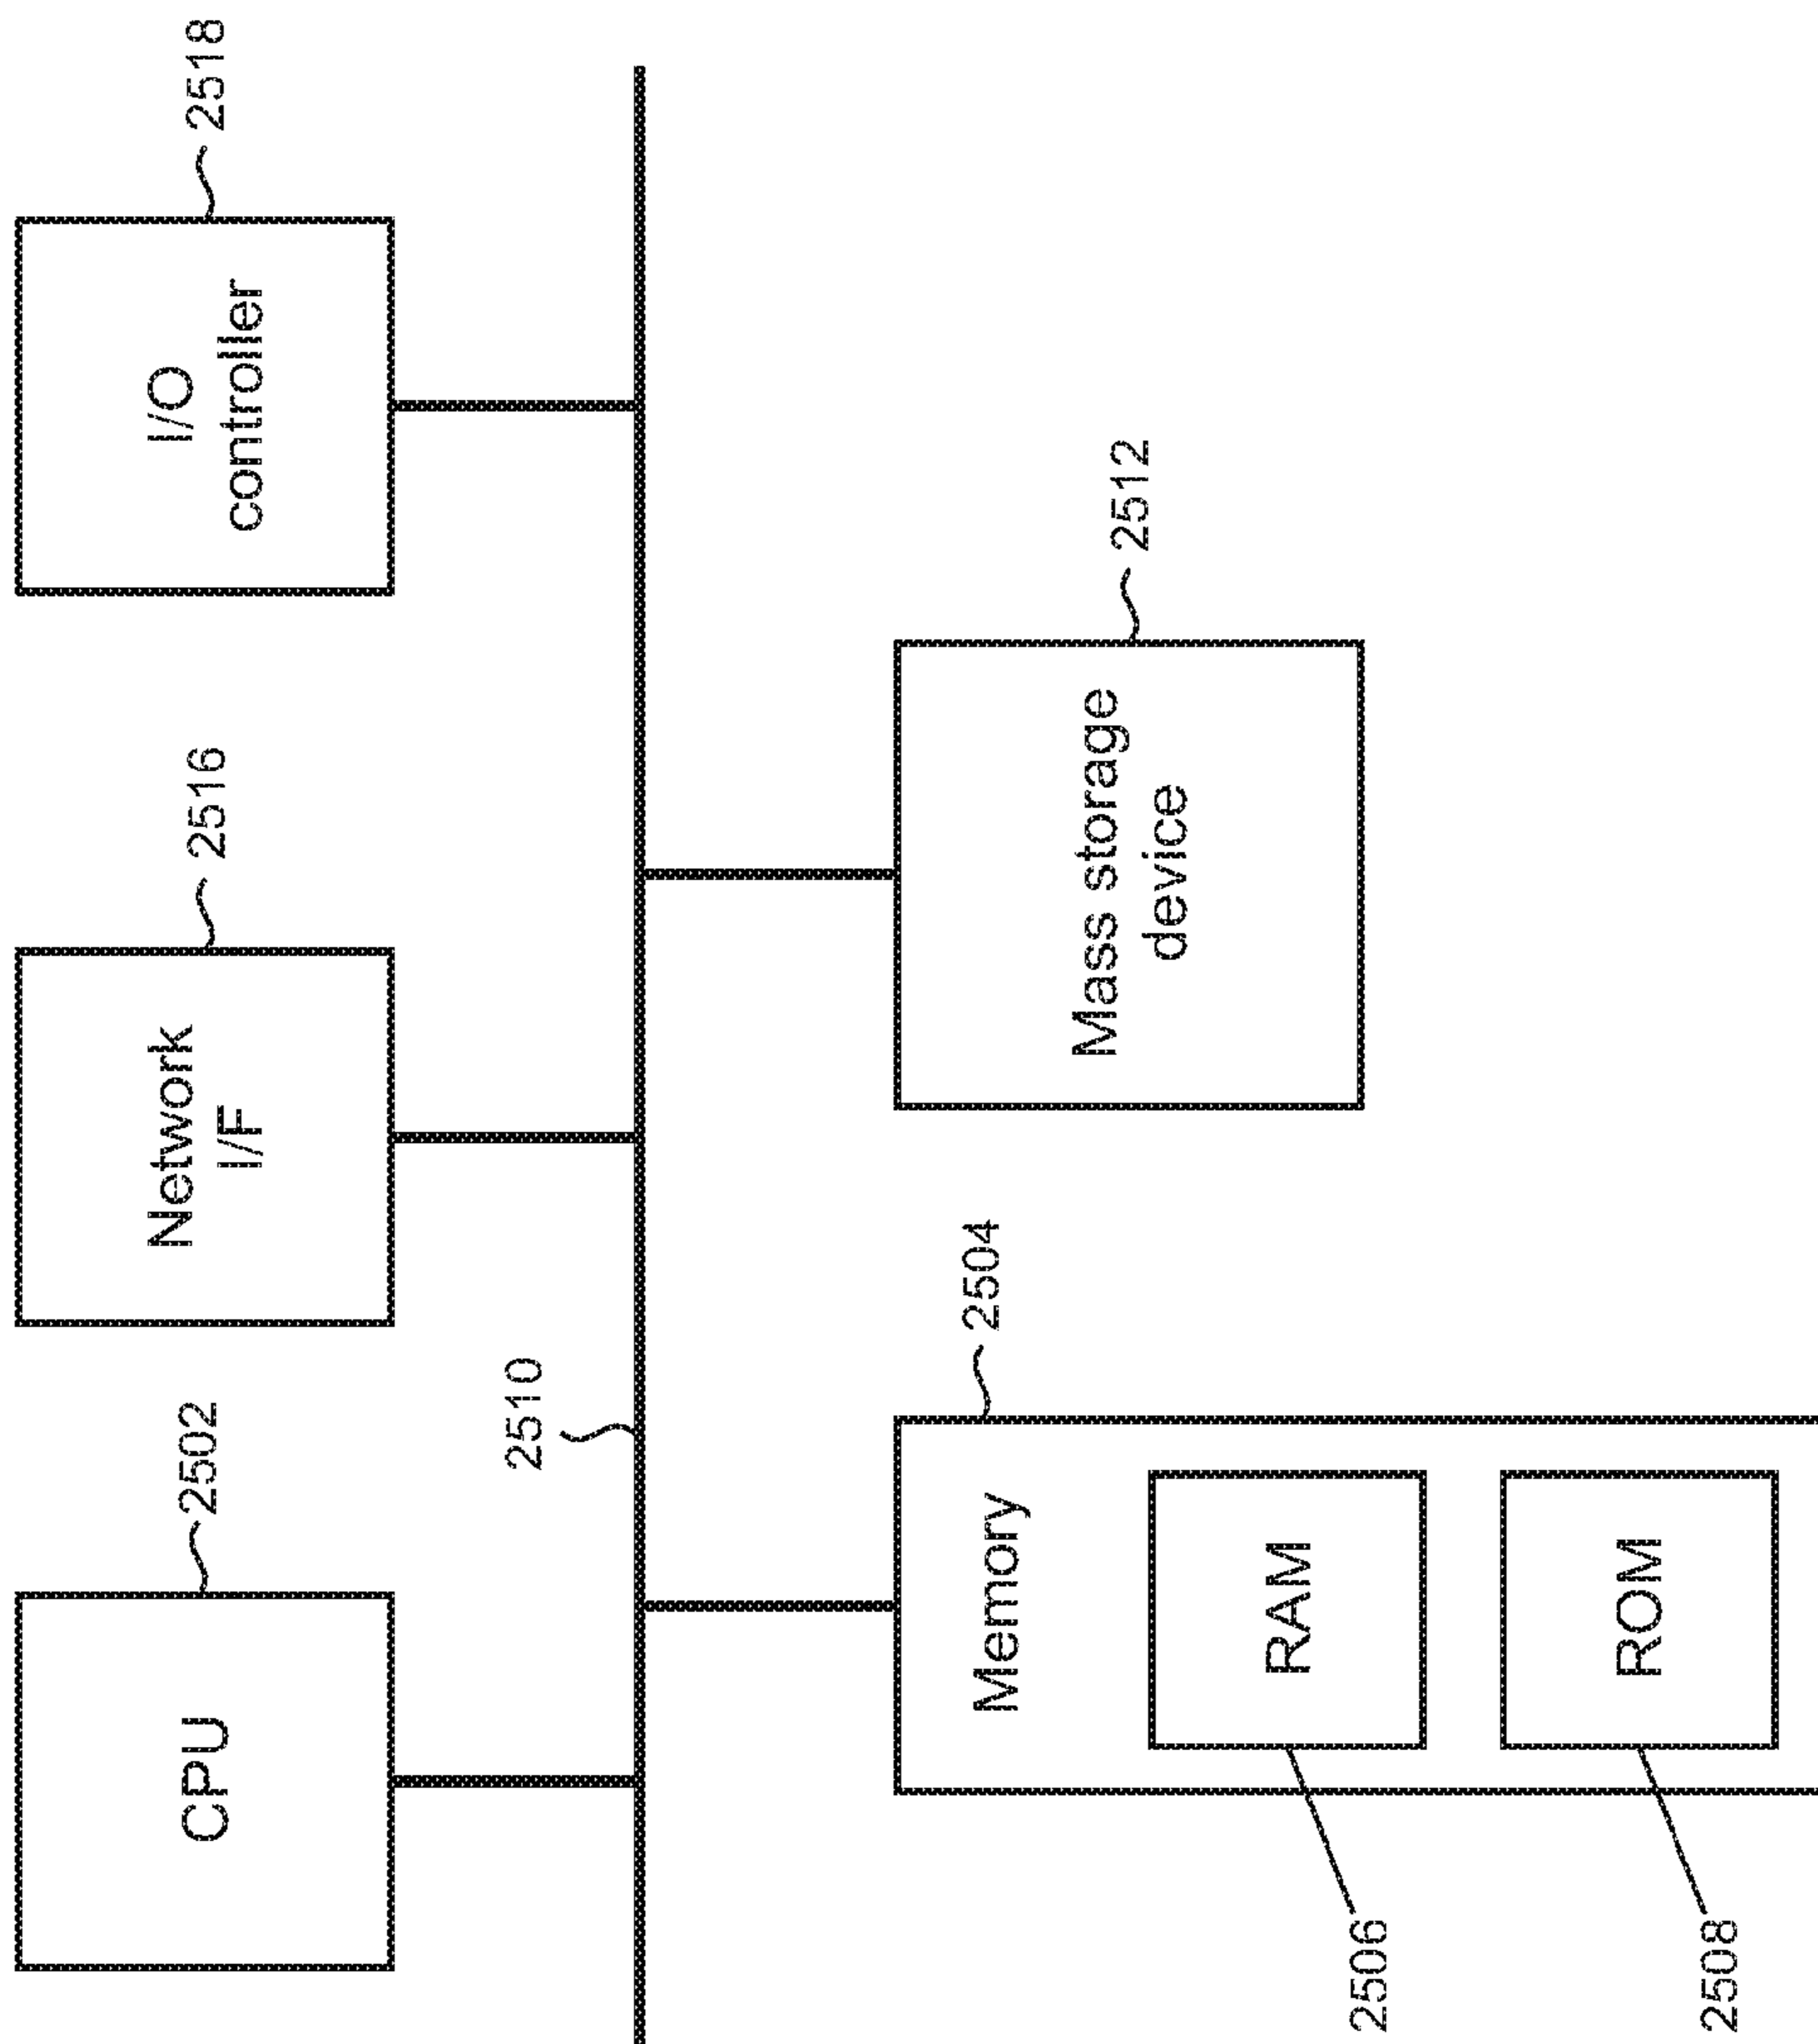 CPU
2502
Network
I/F
2516
I/O
controller
2518
2510
Memory
2504
RAM
2506
ROM
2508
Mass storage
device
2512